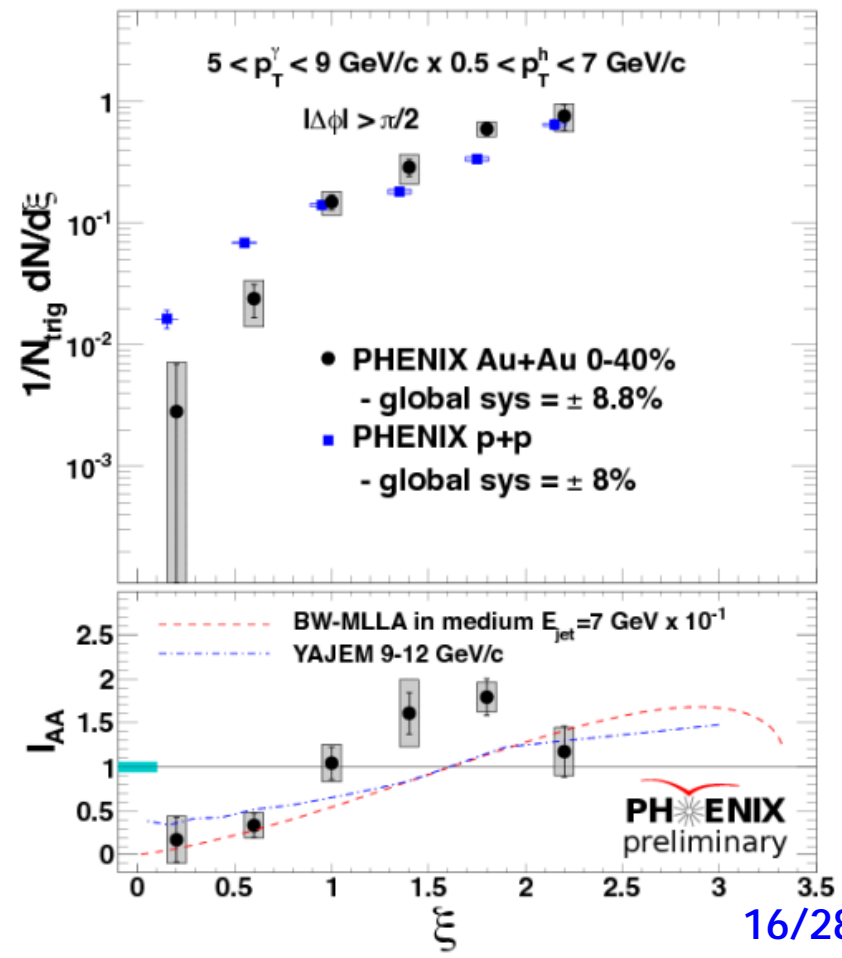 5 < p_T^γ < 9 GeV/c x 0.5 < p_T^h < 7 GeV/c
|Δϕ| > π/2
1
10^-1
10^-2
10^-3
1/N_trig dN/dξ
PHENIX Au+Au 0-40%
- global sys = ± 8.8%
PHENIX p+p
- global sys = ± 8%
BW-MLLA in medium E_jet=7 GeV x 10^-1
YAJEM 9-12 GeV/c
2.5
2
1.5
1
0.5
0
I_AA
PHENIX
preliminary
0 0.5 1 1.5 2 2.5 3 3.5
ξ
16/28